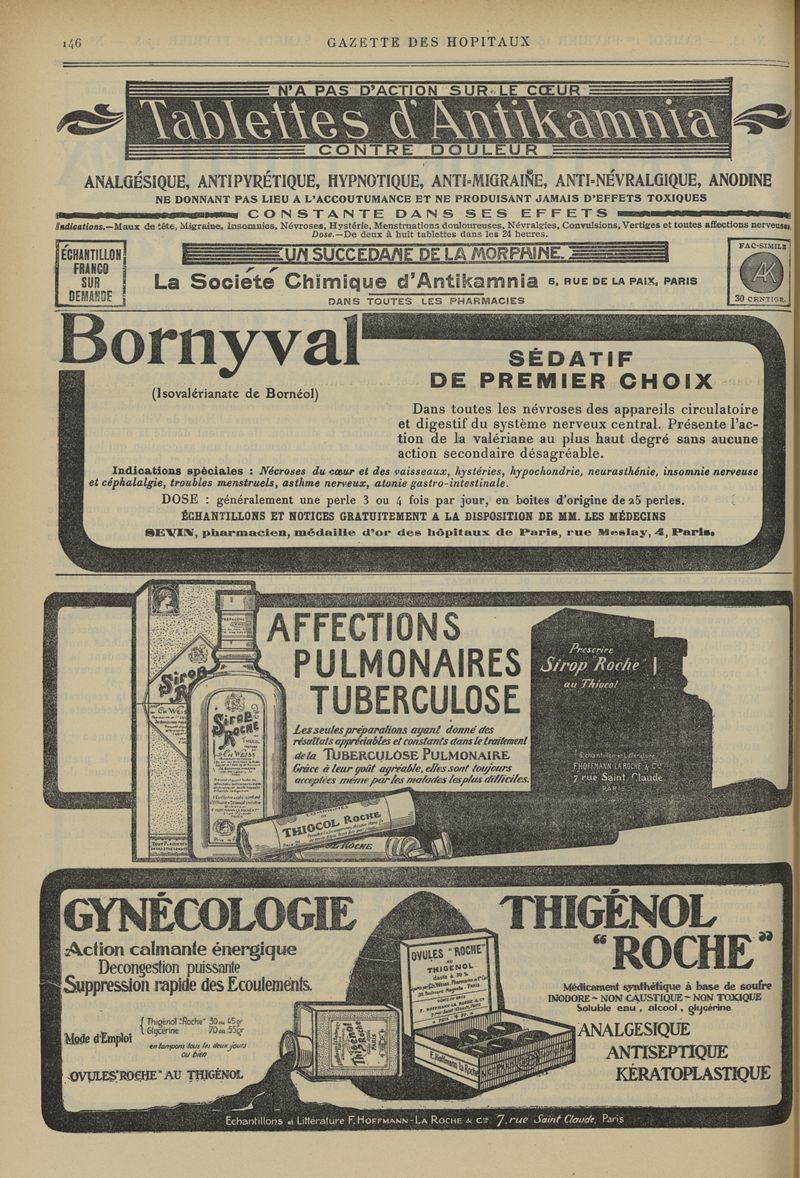 146
GAZETTE DES HOPITAUX
N'A PAS D'ACTION SUR LE CŒUR
Tablettes d'Antikamnia
CONTRE DOULEUR
ANALGÉSIQUE, ANTIPYRÉTIQUE, HYPNOTIQUE, ANTI-MIGRAINE, ANTI-NÉVRALGIQUE, ANODINE
NE DONNANT PAS LIEU A L'ACCOUTUMANCE ET NE PRODUISANT JAMAIS D'EFFETS TOXIQUES
CONSTANTE DANS SES EFFETS
Indications.—Maux de tête, Migraine, Insomnies, Névroses, Hystérie, Menstruations douloureuses, Névralgies, Convulsions, Vertiges et toutes affections nerveuses.
Dose.—De deux à huit tablettes dans les 24 heures.
ÉCHANTILLON
FRANCO
SUR
DEMANDE
UN SUCCEDANE DE LA MORPHINE.
La Société Chimique d'Antikamnia 5, RUE DE LA PAIX, PARIS
DANS TOUTES LES PHARMACIES
FAC-SIMILE
AK
30 CENTIGR.
Bornyval
(Isovalérianate de Bornéol)
SÉDATIF
DE PREMIER CHOIX
Dans toutes les névroses des appareils circulatoire
et digestif du système nerveux central. Présente l'ac-
tion de la valériane au plus haut degré sans aucune
action secondaire désagréable.
Indications spéciales : Nécroses du cœur et des vaisseaux, hystéries, hypochondrie, neurasthénie, insomnie nerveuse
et céphalalgie, troubles menstruels, asthme nerveux, atonie gastro-intestinale.
DOSE : généralement une perle 3 ou 4 fois par jour, en boites d'origine de 25 perles.
ÉCHANTILLONS ET NOTICES GRATUITEMENT A LA DISPOSITION DE MM. LES MÉDECINS
SEVIN, pharmacien, médaille d'or des hôpitaux de Paris, rue Meslay, 4, Paris.
AFFECTIONS
PULMONAIRES
TUBERCULOSE
Les seules préparations ayant donné des
résultats appréciables et constants dans le traitement
de la TUBERCULOSE PULMONAIRE
Grâce à leur goût agréable, elles sont toujours
acceptées même par les malades les plus difficiles.
Prescrire
Sirop Roche
au Thiocol
Echantillon et Littérature
F. HOFFMANN LA ROCHE & Cie
7 rue Saint Claude
PARIS
Sirop
Sirop
ROCHE
THIOCOL ROCHE
ROCHE
GYNÉCOLOGIE
Action calmante énergique
Decongestion puissante
Suppression rapide des Ecoulements.
Mode d'Emploi
Thigénol "Roche" 30 ou 45 gr
Glycérine 70 ou 55 gr
en tampons tous les deux jours
ou bien
OVULES "ROCHE" AU THIGÉNOL
Thigénol
Roche
OVULES "ROCHE"
AU
THIGENOL
THIGÉNOL
"ROCHE"
Médicament synthétique à base de soufre
INODORE ~ NON CAUSTIQUE ~ NON TOXIQUE
Soluble eau, alcool, glycérine
ANALGESIQUE
ANTISEPTIQUE
KÉRATOPLASTIQUE
Echantillons et Littérature F. HOFFMANN-LA ROCHE & Cie 7, rue Saint Claude, Paris